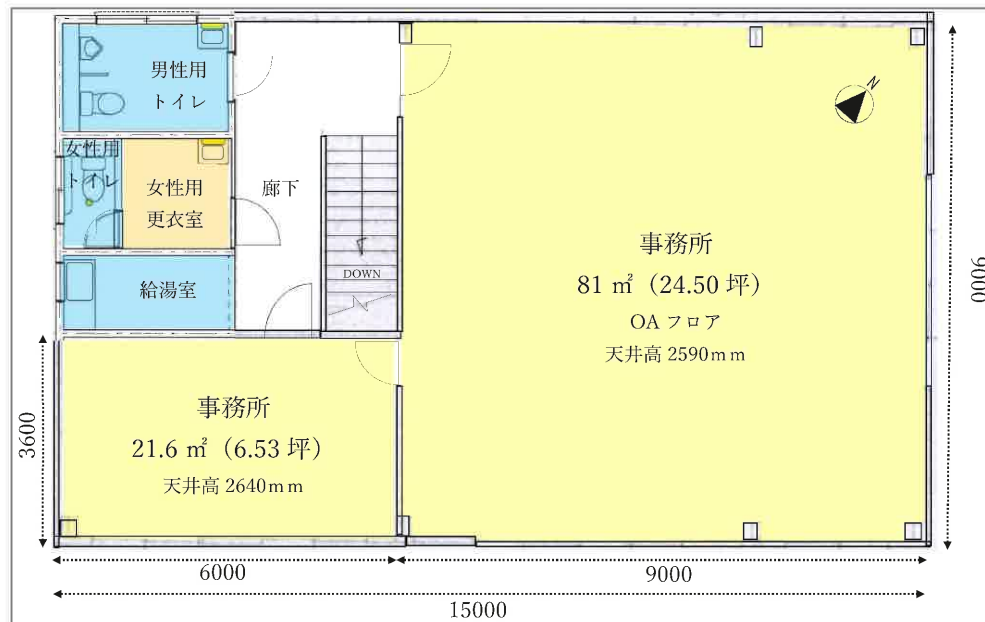 男性用
トイレ
N
女性用
トイレ
女性用
更衣室
廊下
DOWN
給湯室
事務所
81 ㎡（24.50 坪）
OA フロア
天井高 2590ｍｍ
9000
事務所
21.6 ㎡（6.53 坪）
天井高 2640ｍｍ
3600
6000
9000
15000